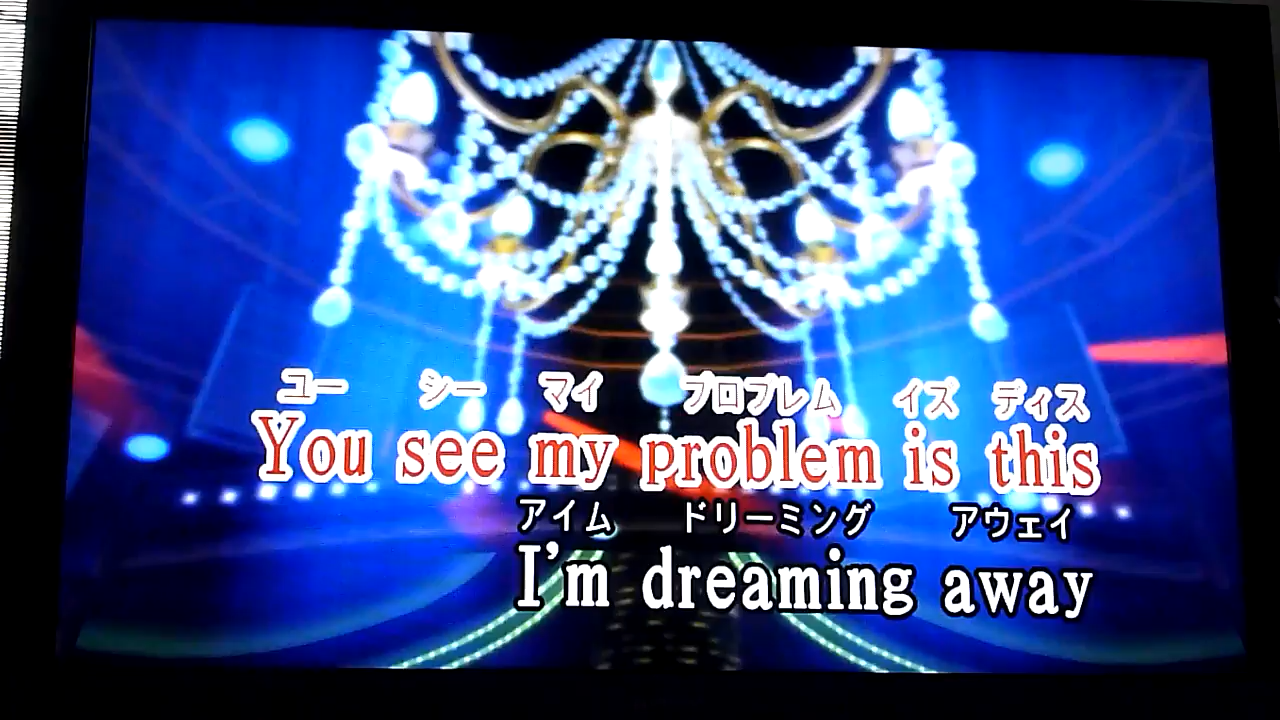 ユー シー マイ プロブレム イズ ディス
You see my problem is this
アイム ドリーミング アウェイ
I'm dreaming away